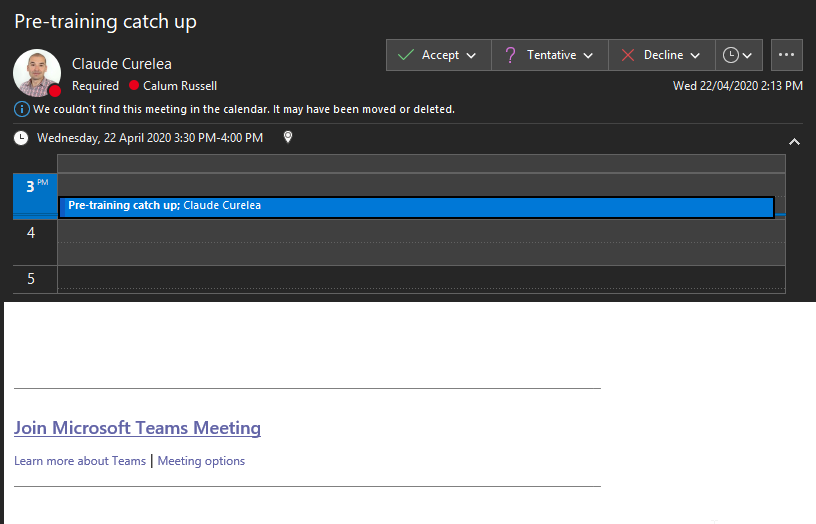 Pre-training catch up
Claude Curelea
Accept
? Tentative
Decline
...
Required Calum Russell
Wed 22/04/2020 2:13 PM
We couldn't find this meeting in the calendar. It may have been moved or deleted.
Wednesday, 22 April 2020 3:30 PM-4:00 PM
3 PM
Pre-training catch up; Claude Curelea
4
5
Join Microsoft Teams Meeting
Learn more about Teams | Meeting options